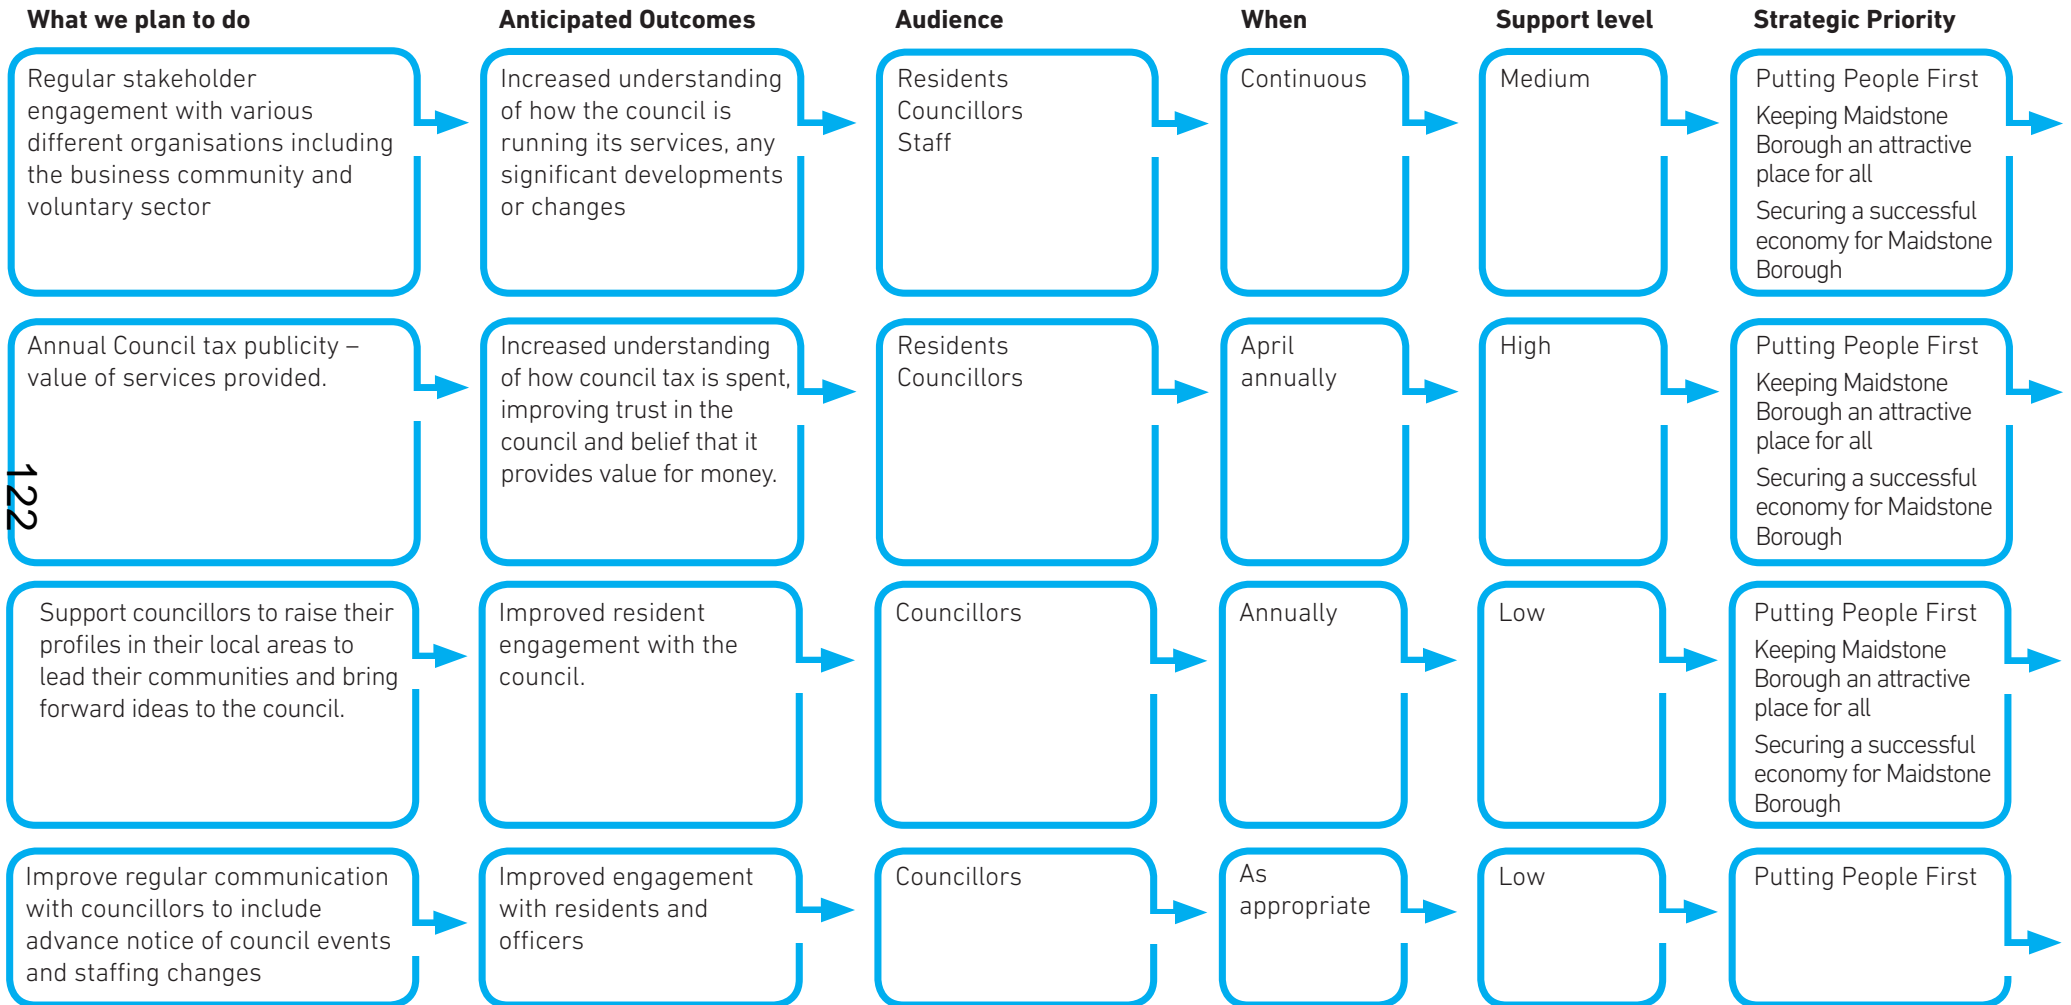 What we plan to do
Anticipated Outcomes
Audience
When
Support level
Strategic Priority
Regular stakeholder
engagement with various
different organisations including
the business community and
voluntary sector
Increased understanding
of how the council is
running its services, any
significant developments
or changes
Residents
Councillors
Staff
Continuous
Medium
Putting People First
Keeping Maidstone
Borough an attractive
place for all
Securing a successful
economy for Maidstone
Borough
Annual Council tax publicity –
value of services provided.
Increased understanding
of how council tax is spent,
improving trust in the
council and belief that it
provides value for money.
Residents
Councillors
April
annually
High
Putting People First
Keeping Maidstone
Borough an attractive
place for all
Securing a successful
economy for Maidstone
Borough
122
Support councillors to raise their
profiles in their local areas to
lead their communities and bring
forward ideas to the council.
Improved resident
engagement with the
council.
Councillors
Annually
Low
Putting People First
Keeping Maidstone
Borough an attractive
place for all
Securing a successful
economy for Maidstone
Borough
Improve regular communication
with councillors to include
advance notice of council events
and staffing changes
Improved engagement
with residents and
officers
Councillors
As
appropriate
Low
Putting People First